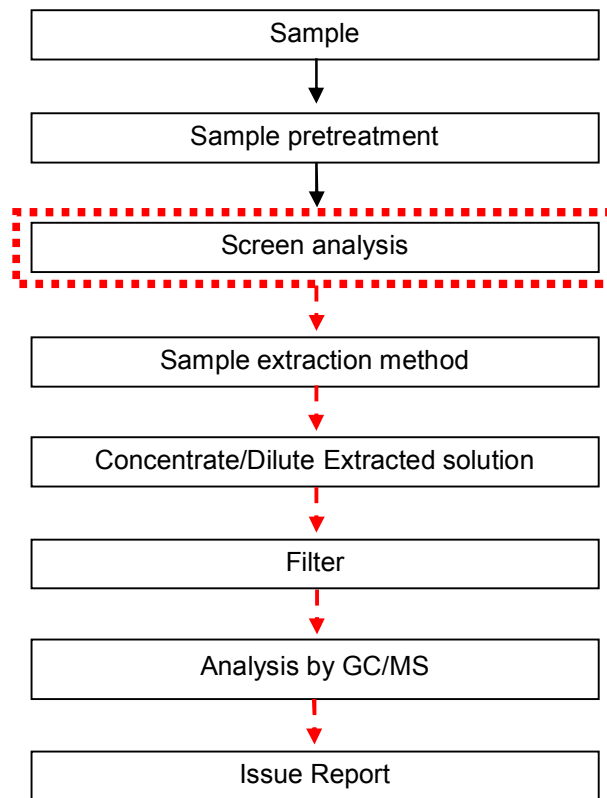 Sample
Sample pretreatment
Screen analysis
Sample extraction method
Concentrate/Dilute Extracted solution
Filter
Analysis by GC/MS
Issue Report